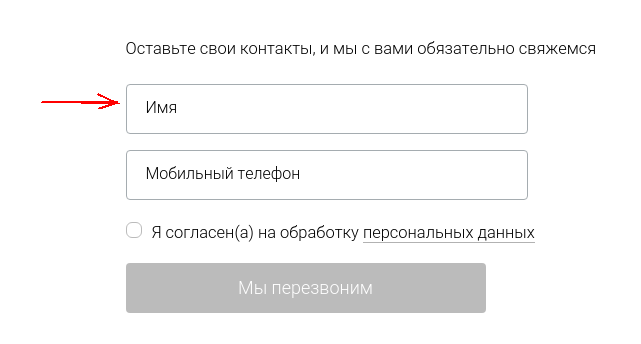 Оставьте свои контакты, и мы с вами обязательно свяжемся
Имя
Мобильный телефон
Я согласен(а) на обработку персональных данных
Мы перезвоним